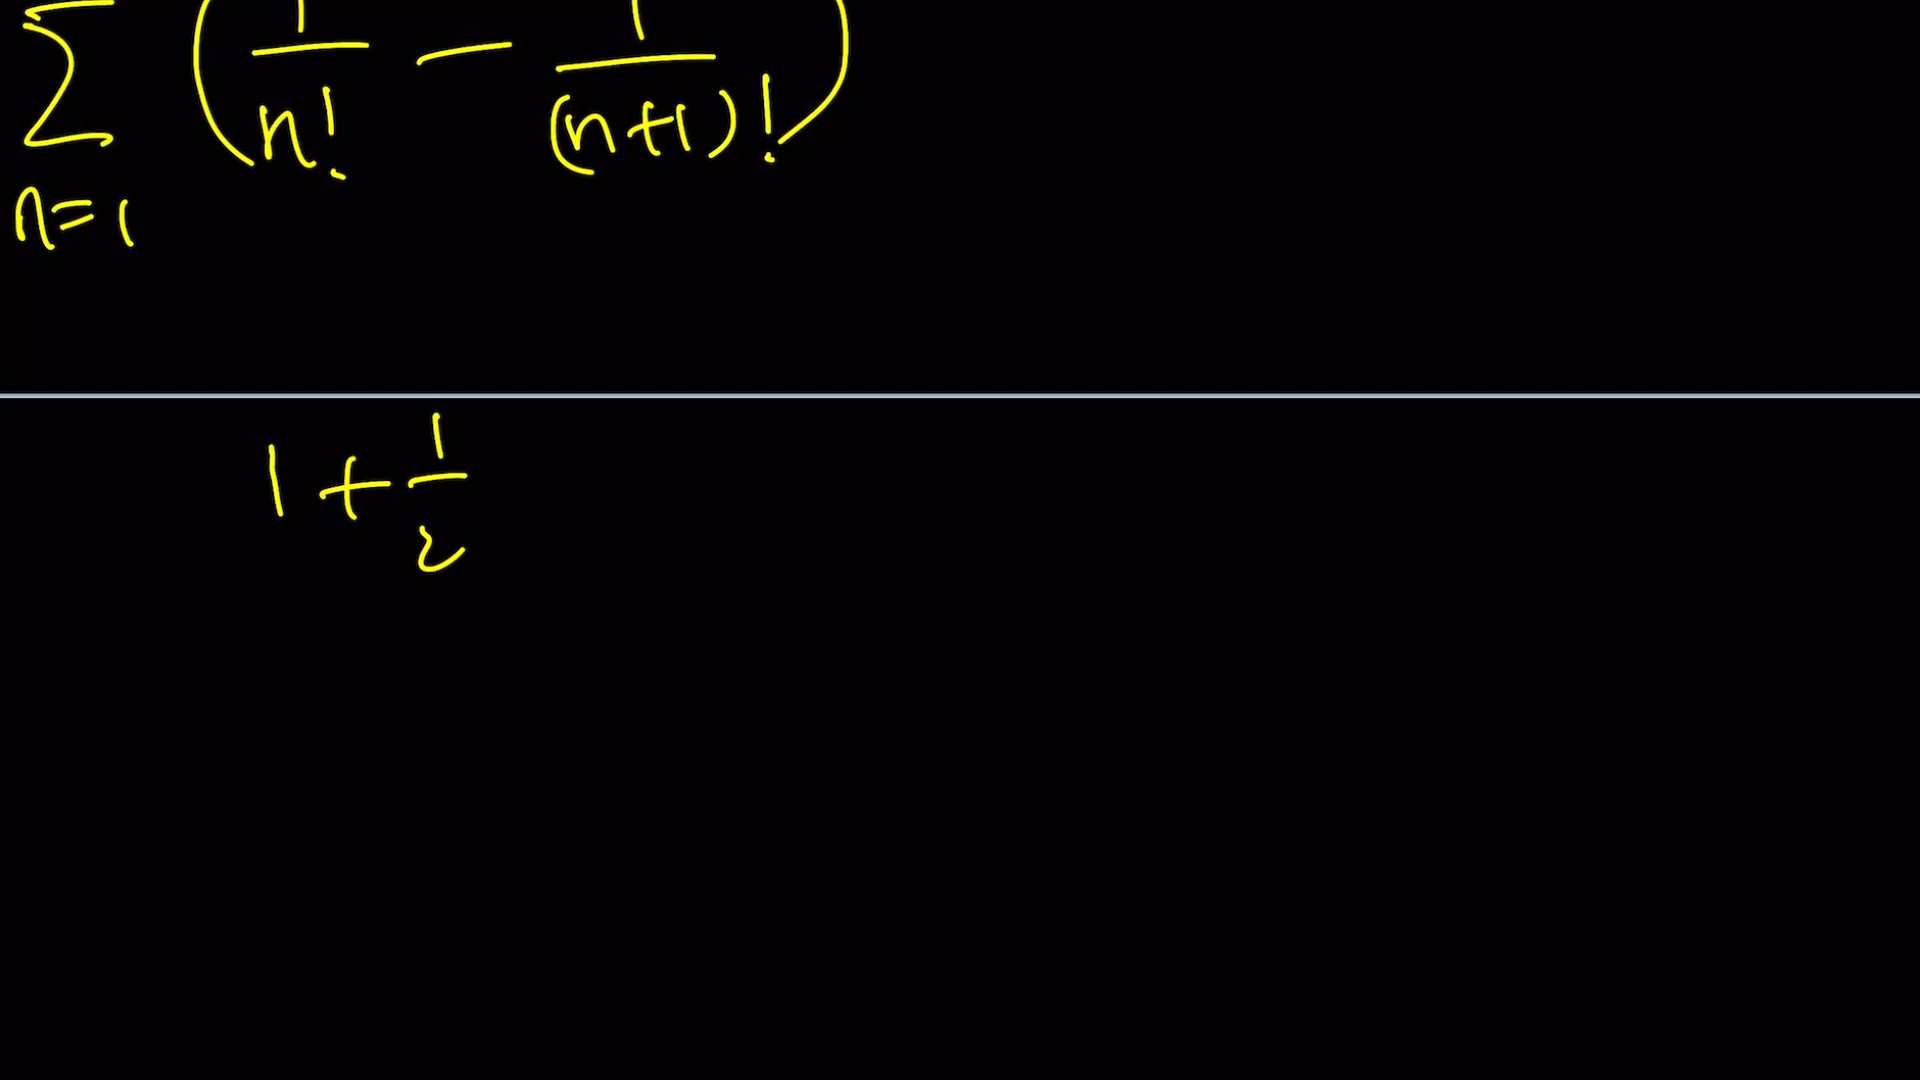 ∑ (1/n! − 1/(n+1)!)
n=1
1 + 1/2